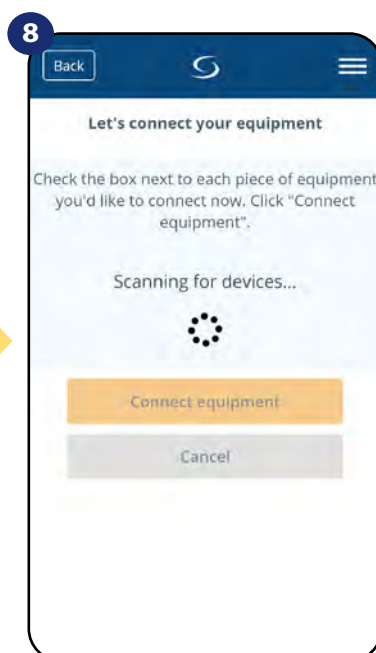 8
Back
Let's connect your equipment
Check the box next to each piece of equipment
you'd like to connect now. Click "Connect
equipment".
Scanning for devices...
Connect equipment
Cancel